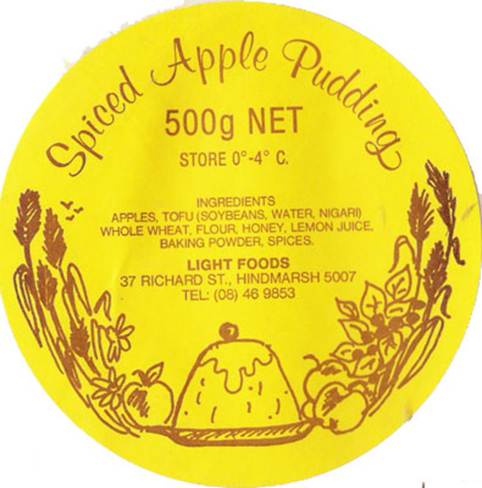 Spiced Apple Pudding
500g NET
STORE 0°-4° C.
INGREDIENTS
APPLES, TOFU (SOYBEANS, WATER, NIGARI)
WHOLE WHEAT, FLOUR, HONEY, LEMON JUICE,
BAKING POWDER, SPICES.
LIGHT FOODS
37 RICHARD ST., HINDMARSH 5007
TEL: (08) 46 9853